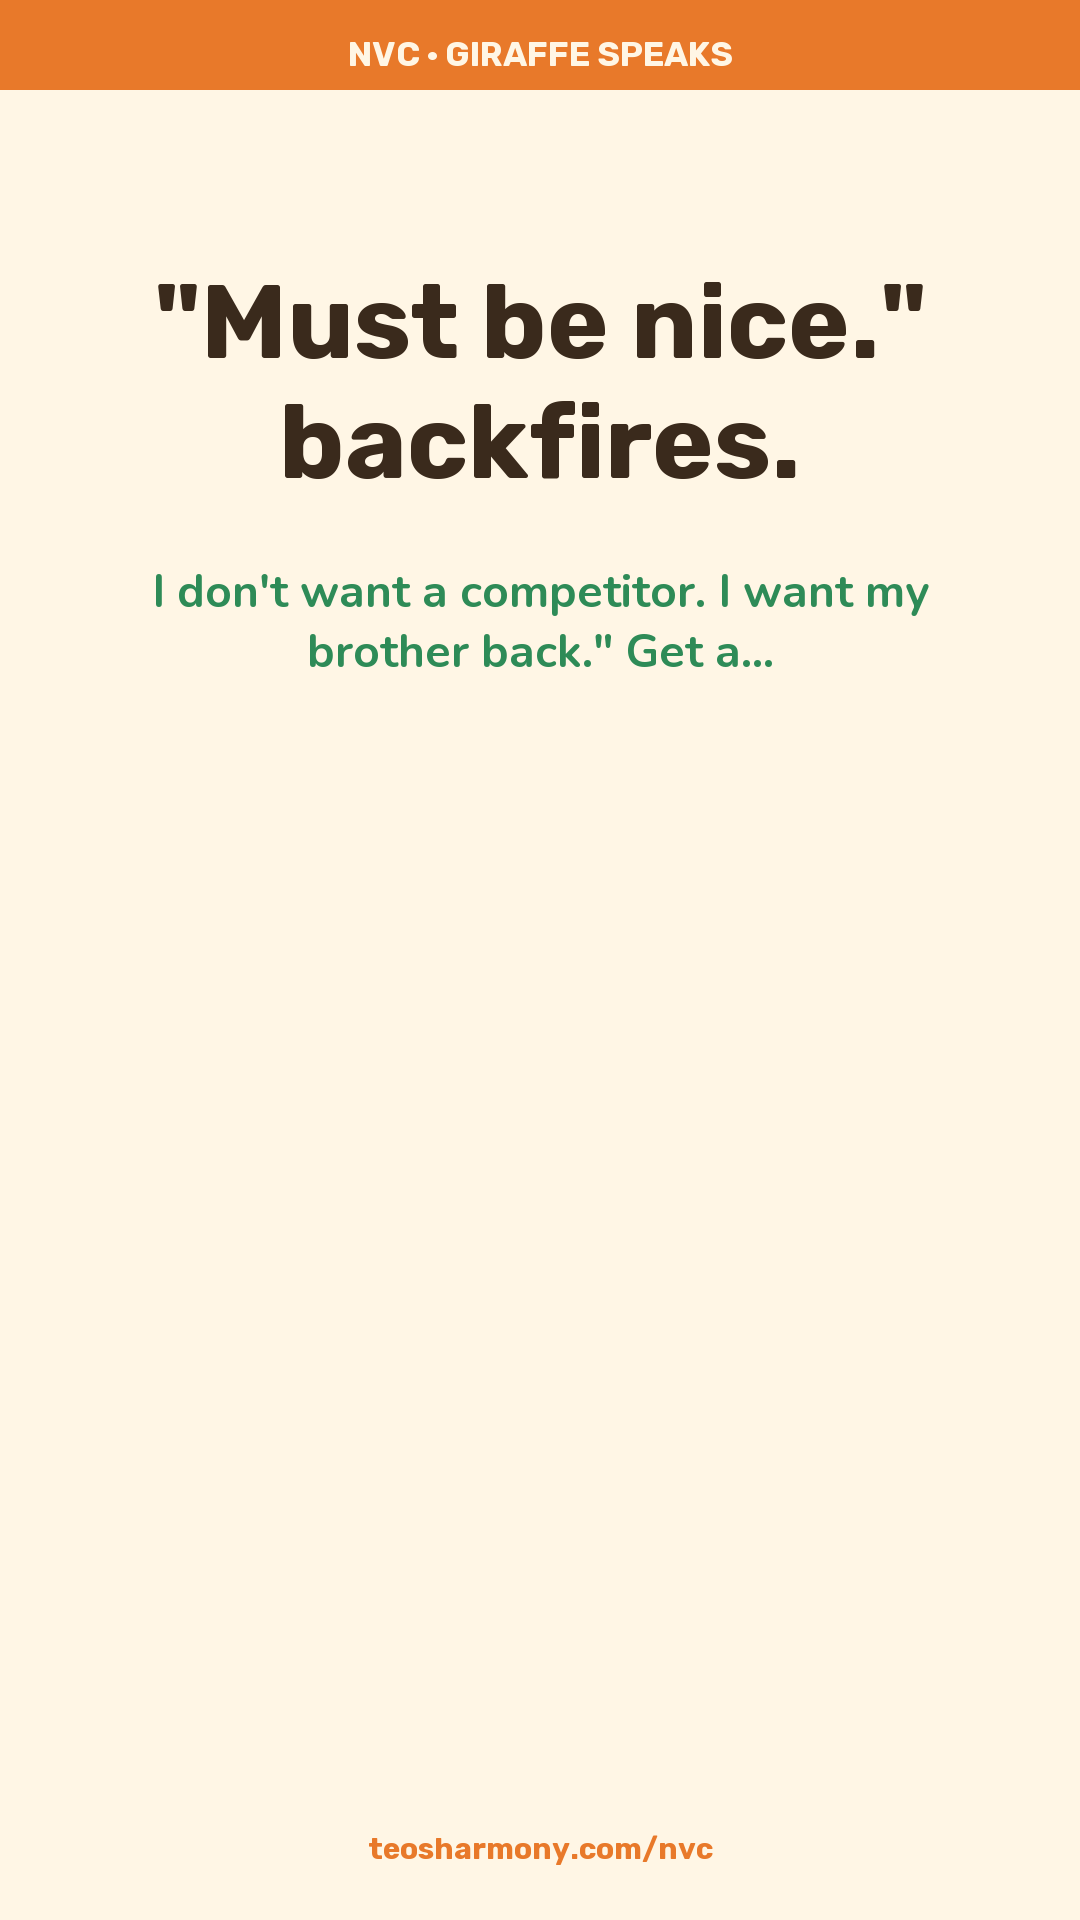 NVC • GIRAFFE SPEAKS
"Must be nice."
backfires.
I don't want a competitor. I want my
brother back." Get a...
teosharmony.com/nvc